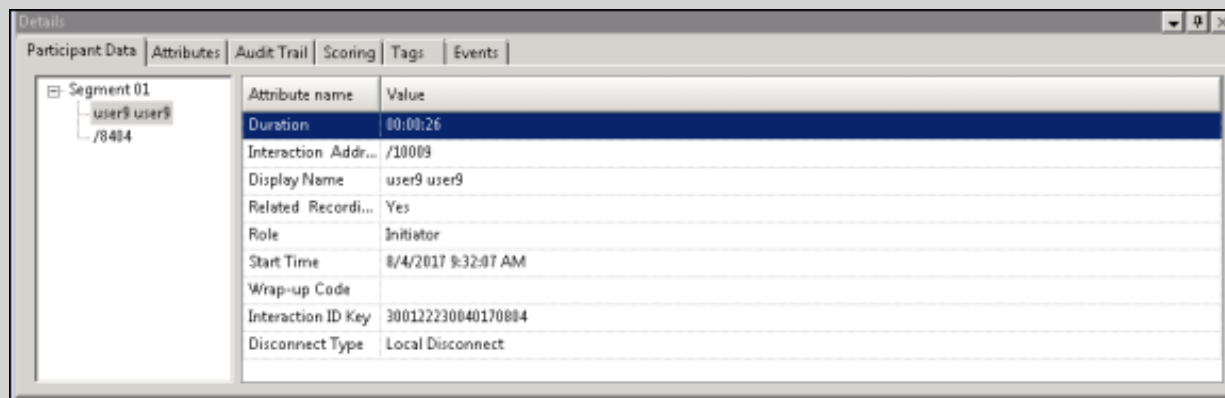 Details
Participant Data Attributes Audit Trail Scoring Tags Events
Segment 01
user9 user9
/8404
Attribute name Value
Duration 00:00:26
Interaction Addr... /10009
Display Name user9 user9
Related Recordi... Yes
Role Initiator
Start Time 8/4/2017 9:32:07 AM
Wrap-up Code
Interaction ID Key 300122230040170804
Disconnect Type Local Disconnect